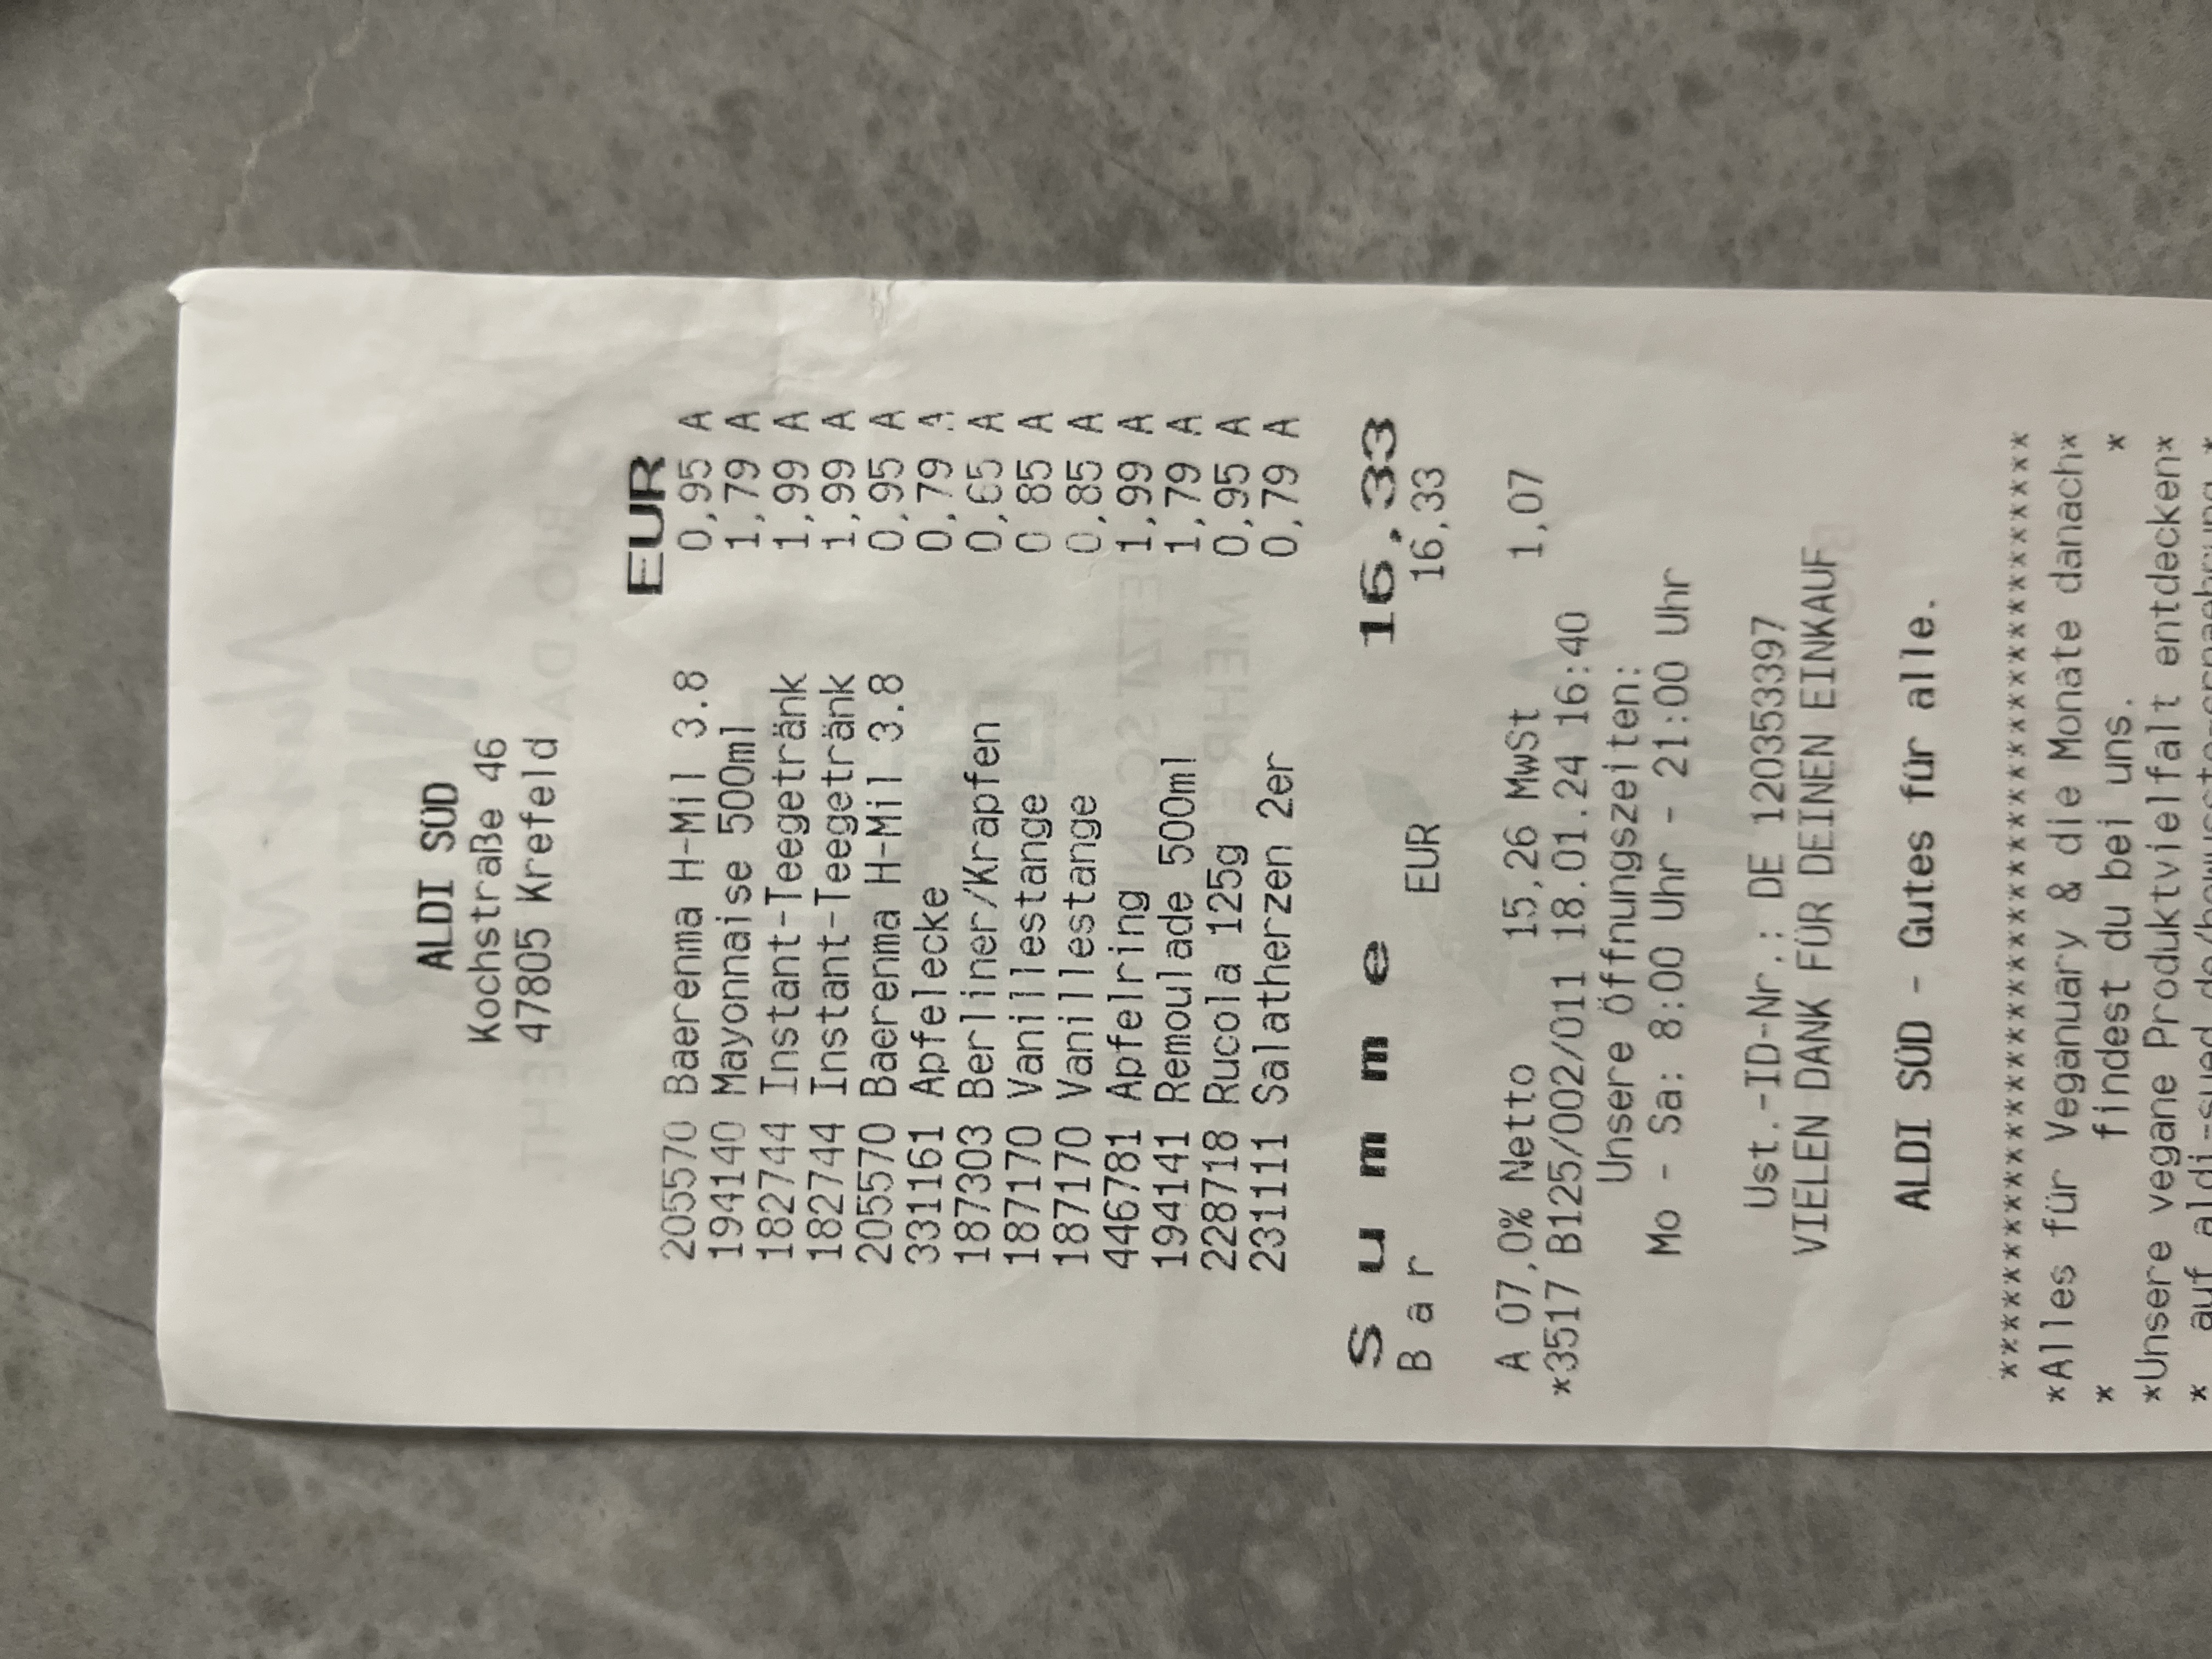 ALDI SÜD
Kochstraße 46
47805 Krefeld
EUR
205570 Baerenma H-Mil 3.8 0,95 A
194140 Mayonnaise 500ml 1,79 A
182744 Instant-Teegetränk 1,99 A
182744 Instant-Teegetränk 1,99 A
205570 Baerenma H-Mil 3.8 0,95 A
331161 Apfelecke 0,79 A
187303 Berliner/Krapfen 0,65 A
187170 Vanillestange 0 85 A
187170 Vanillestange 0,85 A
446781 Apfelring 1,99 A
194141 Remoulade 500ml 1,79 A
228718 Rucola 125g 0,95 A
231111 Salatherzen 2er 0,79 A
S u m m e 16,33
B a r EUR 16,33
A 07,0% Netto 15,26 MwSt 1,07
*3517 B125/002/011 18.01.24 16:40
Unsere Öffnungszeiten:
Mo - Sa: 8:00 Uhr - 21:00 Uhr
Ust.-ID-Nr.: DE 120353397
VIELEN DANK FÜR DEINEN EINKAUF
ALDI SÜD - Gutes für alle.
****************************************
*Alles für Veganuary & die Monate danach*
* findest du bei uns. *
*Unsere vegane Produktvielfalt entdecken*
* auf aldi-sued.de/bewusste-ernaehrung *